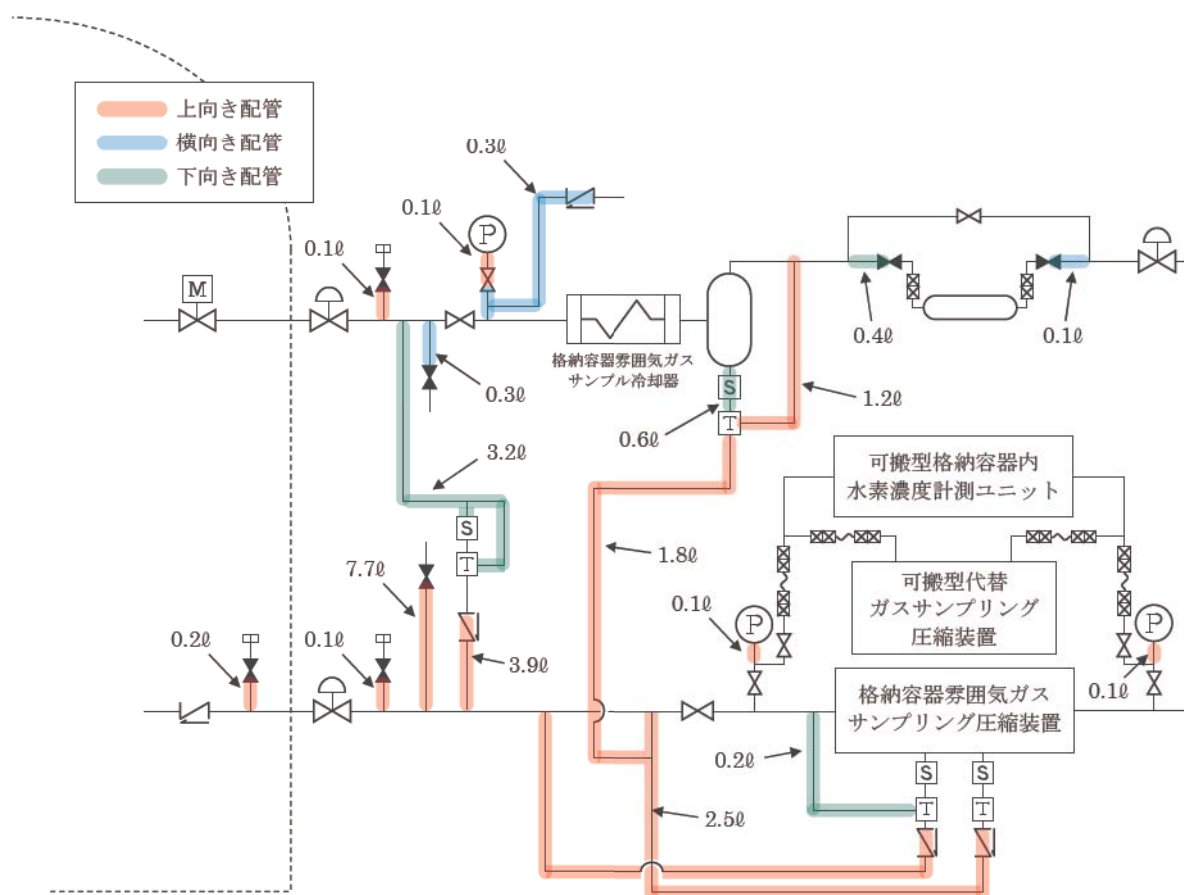 上向き配管
横向き配管
下向き配管
0.3ℓ
0.1ℓ
P
0.1ℓ
M
格納容器雰囲気ガス
サンプル冷却器
0.3ℓ
S
T
0.6ℓ
1.2ℓ
0.4ℓ
0.1ℓ
3.2ℓ
S
T
可搬型格納容器内
水素濃度計測ユニット
1.8ℓ
7.7ℓ
可搬型代替
ガスサンプリング
圧縮装置
0.1ℓ
P
P
0.2ℓ
0.1ℓ
3.9ℓ
0.1ℓ
格納容器雰囲気ガス
サンプリング圧縮装置
0.2ℓ
S
S
T
T
2.5ℓ